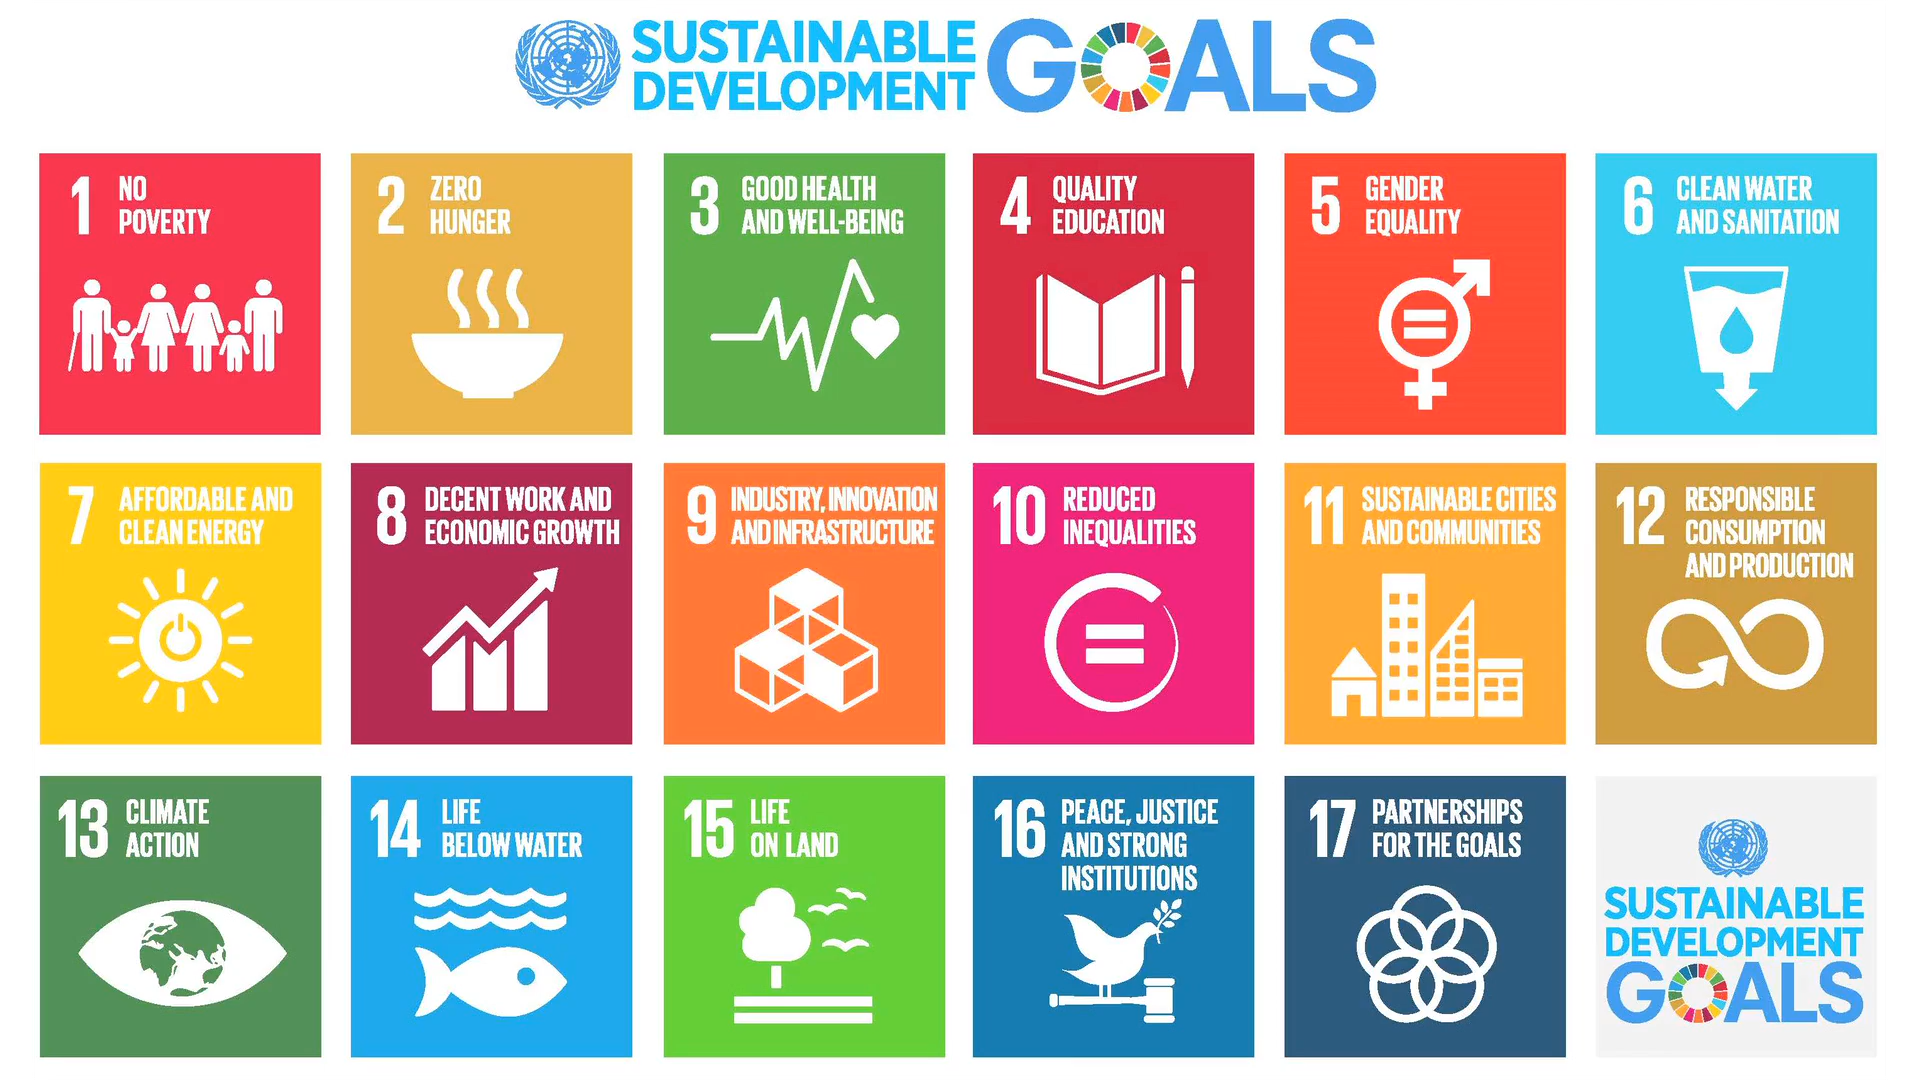 SUSTAINABLE
DEVELOPMENT
GOALS
1 NO
POVERTY
2 ZERO
HUNGER
3 GOOD HEALTH
AND WELL-BEING
4 QUALITY
EDUCATION
5 GENDER
EQUALITY
6 CLEAN WATER
AND SANITATION
7 AFFORDABLE AND
CLEAN ENERGY
8 DECENT WORK AND
ECONOMIC GROWTH
9 INDUSTRY, INNOVATION
AND INFRASTRUCTURE
10 REDUCED
INEQUALITIES
11 SUSTAINABLE CITIES
AND COMMUNITIES
12 RESPONSIBLE
CONSUMPTION
AND PRODUCTION
13 CLIMATE
ACTION
14 LIFE
BELOW WATER
15 LIFE
ON LAND
16 PEACE, JUSTICE
AND STRONG
INSTITUTIONS
17 PARTNERSHIPS
FOR THE GOALS
SUSTAINABLE
DEVELOPMENT
GOALS